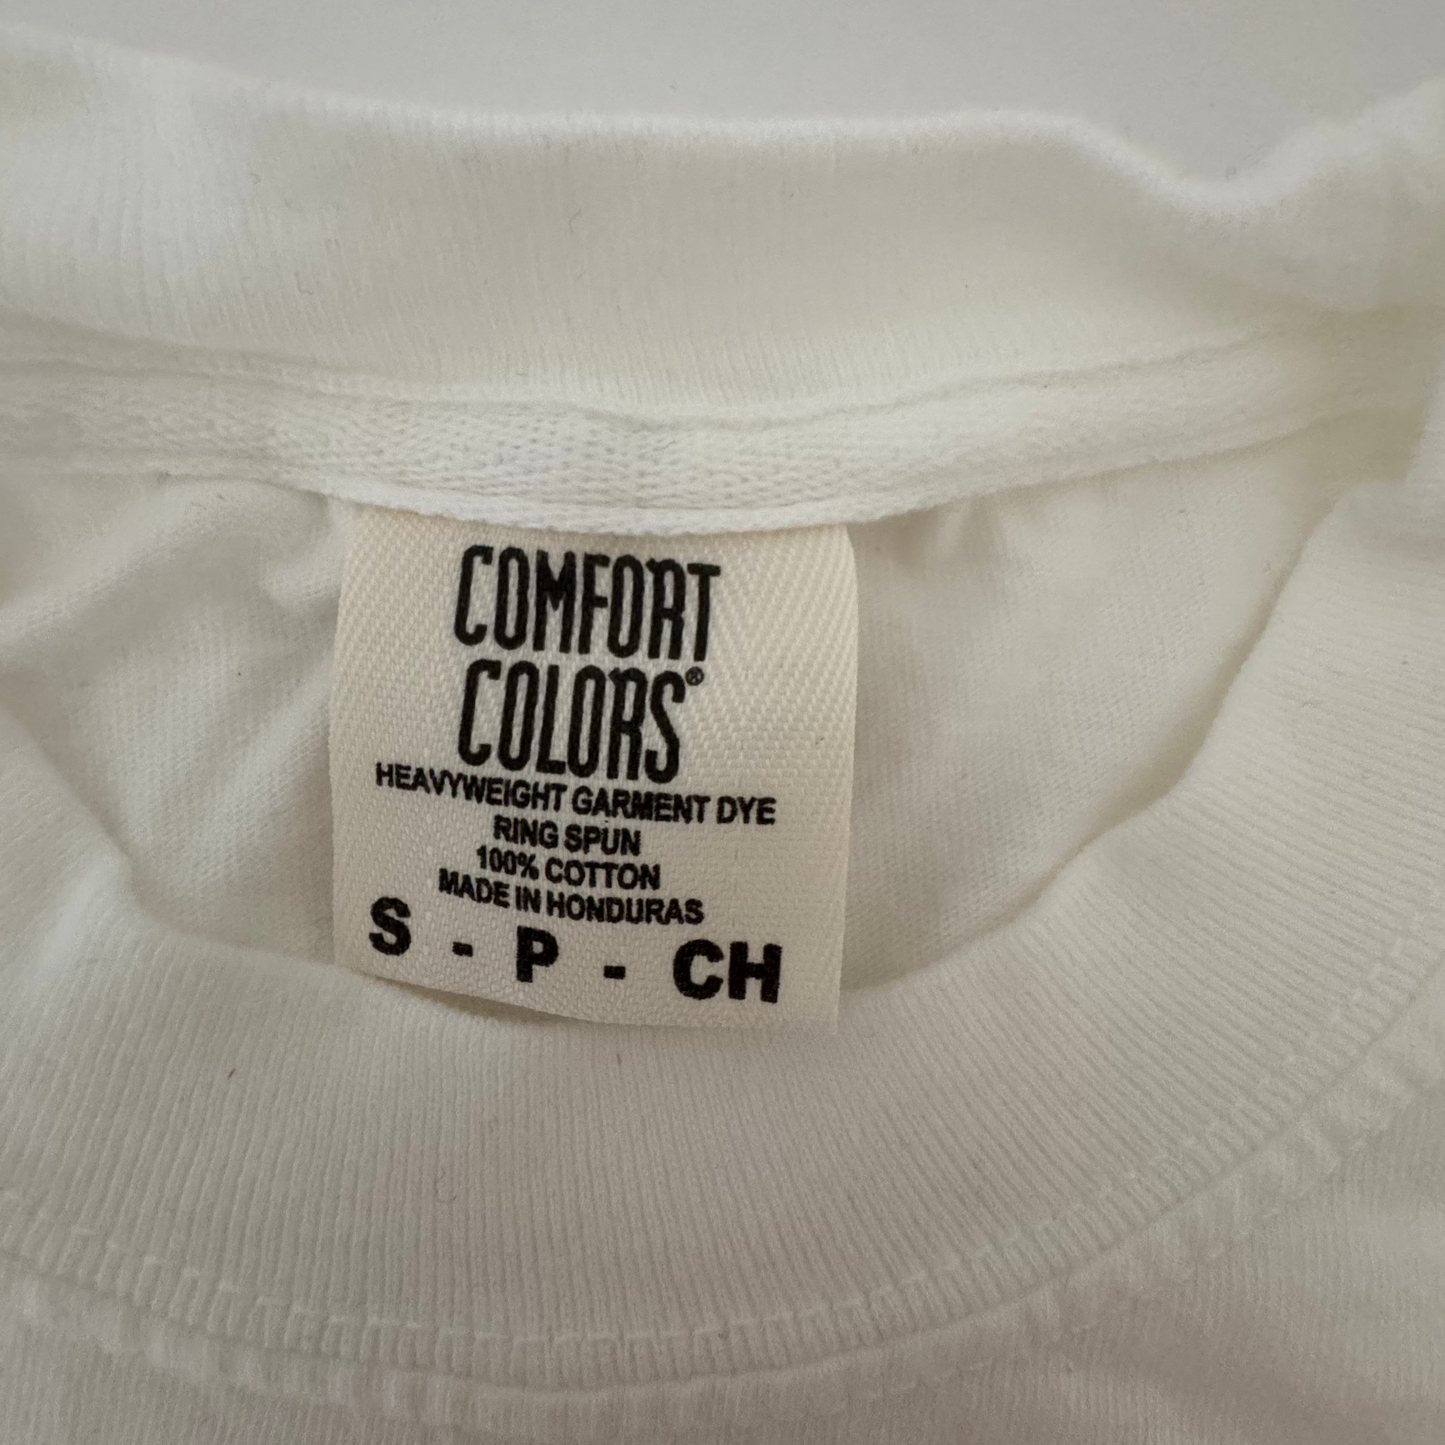 COMFORT
COLORS®
HEAVYWEIGHT GARMENT DYE
RING SPUN
100% COTTON
MADE IN HONDURAS
S - P - CH